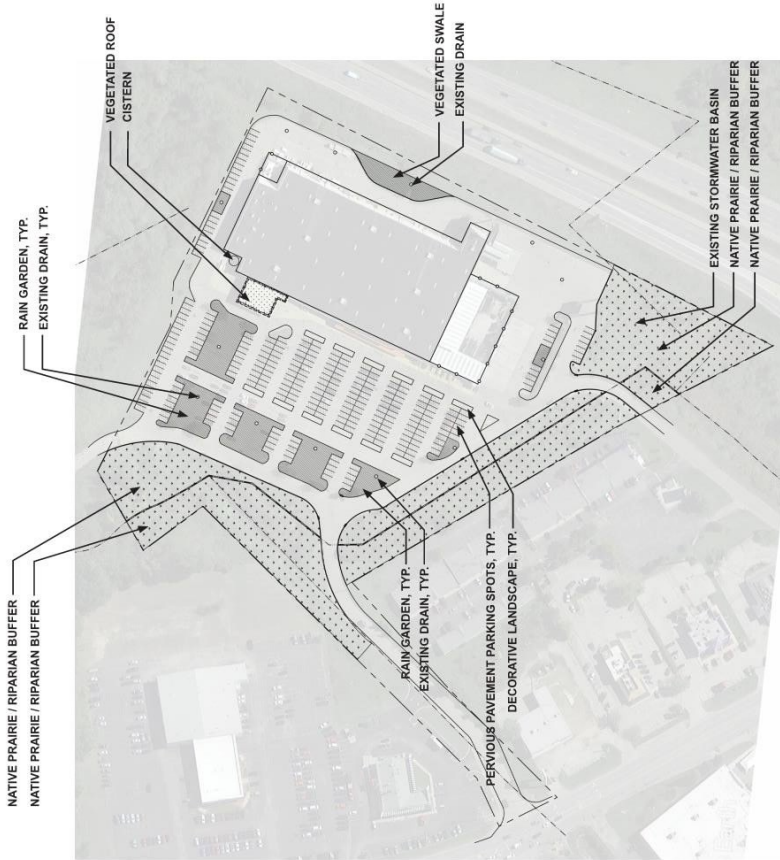 NATIVE PRAIRIE / RIPARIAN BUFFER
NATIVE PRAIRIE / RIPARIAN BUFFER
RAIN GARDEN, TYP.
EXISTING DRAIN, TYP.
VEGETATED ROOF
CISTERN
VEGETATED SWALE
EXISTING DRAIN
RAIN GARDEN, TYP.
EXISTING DRAIN, TYP.
PERVIOUS PAVEMENT PARKING SPOTS, TYP.
DECORATIVE LANDSCAPE, TYP.
EXISTING STORMWATER BASIN
NATIVE PRAIRIE / RIPARIAN BUFFER
NATIVE PRAIRIE / RIPARIAN BUFFER